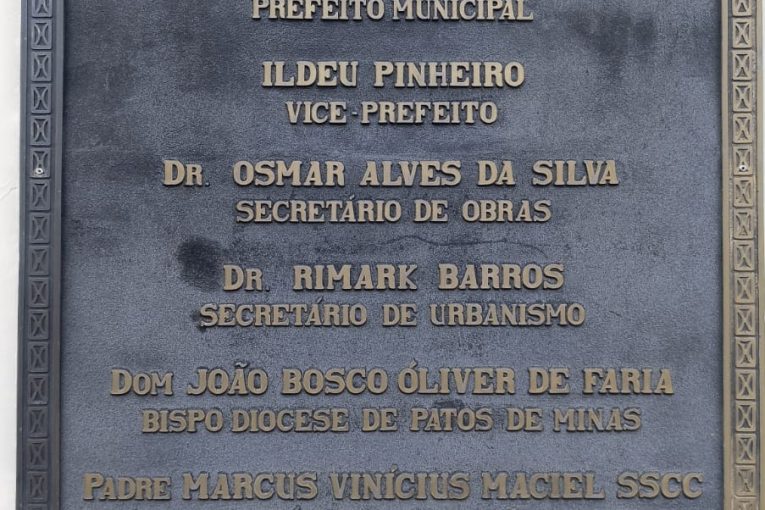 PREFEITO MUNICIPAL
ILDEU PINHEIRO
VICE-PREFEITO
DR. OSMAR ALVES DA SILVA
SECRETÁRIO DE OBRAS
DR. RIMARK BARROS
SECRETÁRIO DE URBANISMO
DOM JOÃO BOSCO ÓLIVER DE FARIA
BISPO DIOCESE DE PATOS DE MINAS
PADRE MARCUS VINÍCIUS MACIEL SSCC